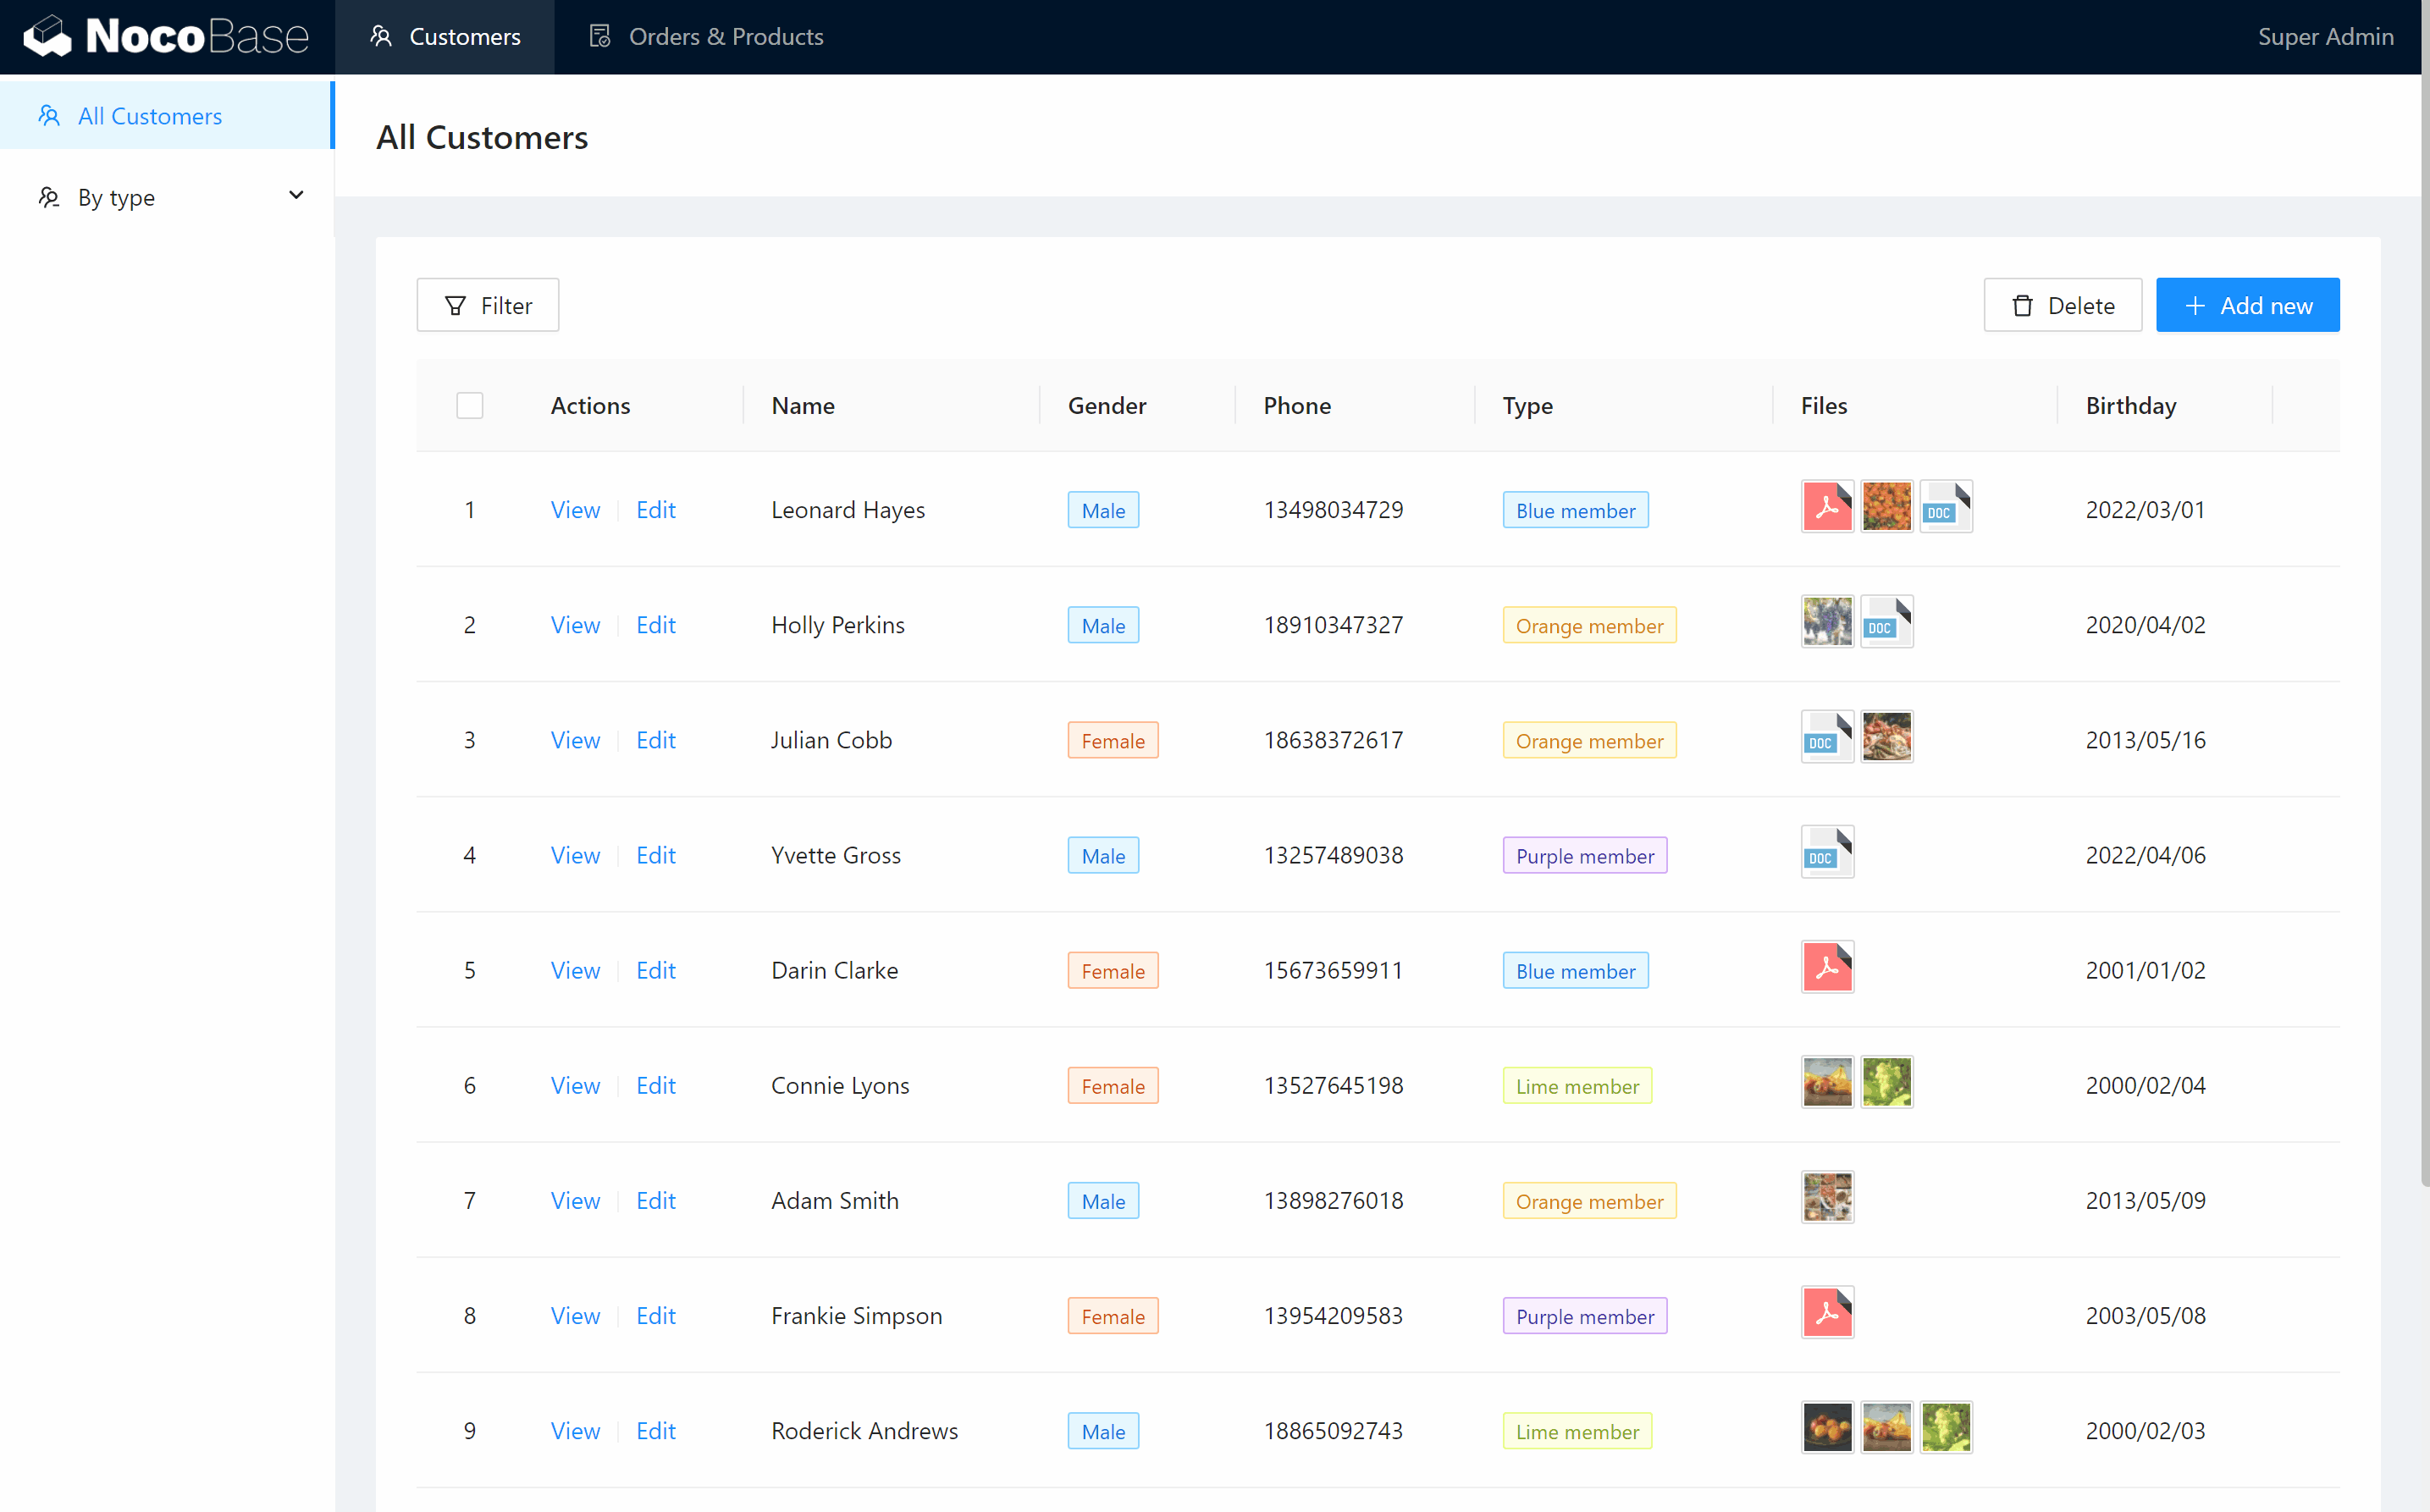 NocoBase Customers Orders & Products Super Admin
All Customers
By type
All Customers
Filter Delete Add new
Actions Name Gender Phone Type Files Birthday
1 View Edit Leonard Hayes Male 13498034729 Blue member DOC 2022/03/01
2 View Edit Holly Perkins Male 18910347327 Orange member DOC 2020/04/02
3 View Edit Julian Cobb Female 18638372617 Orange member DOC 2013/05/16
4 View Edit Yvette Gross Male 13257489038 Purple member DOC 2022/04/06
5 View Edit Darin Clarke Female 15673659911 Blue member 2001/01/02
6 View Edit Connie Lyons Female 13527645198 Lime member 2000/02/04
7 View Edit Adam Smith Male 13898276018 Orange member 2013/05/09
8 View Edit Frankie Simpson Female 13954209583 Purple member 2003/05/08
9 View Edit Roderick Andrews Male 18865092743 Lime member 2000/02/03